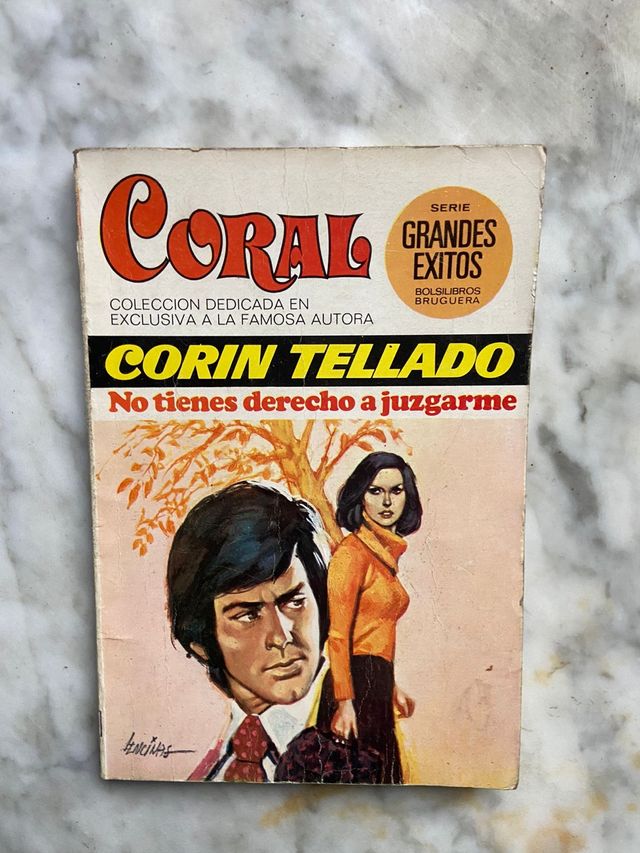 CORAL
COLECCION DEDICADA EN
EXCLUSIVA A LA FAMOSA AUTORA
SERIE
GRANDES
EXITOS
BOLSILIBROS
BRUGUERA
CORIN TELLADO
No tienes derecho a juzgarme
LENCINAS